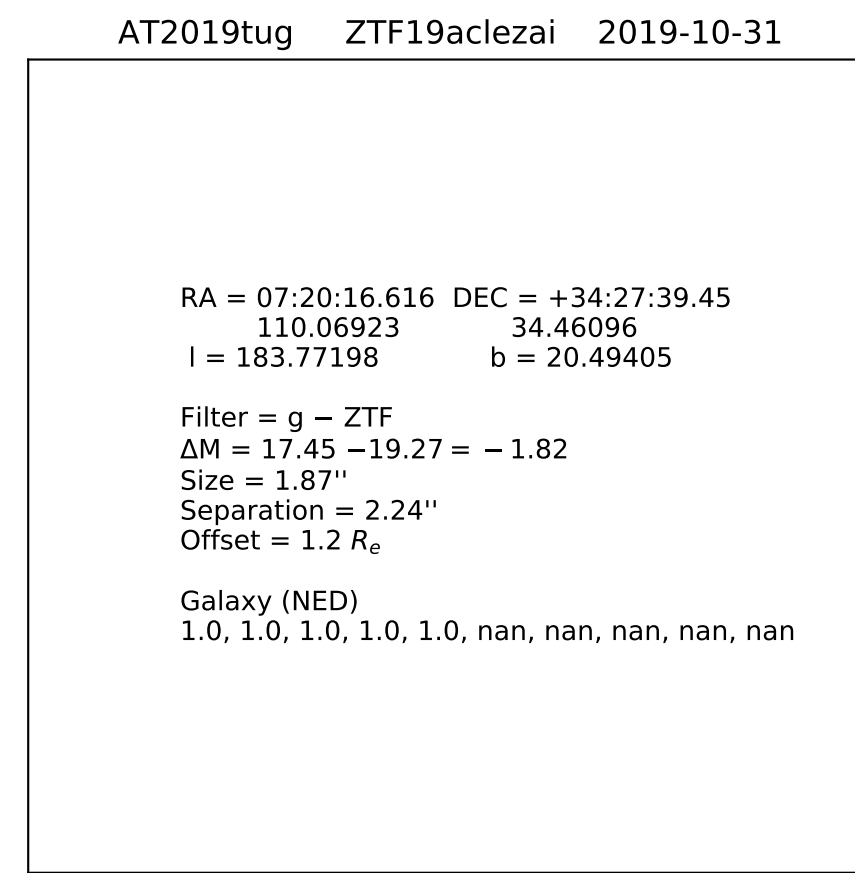 AT2019tug ZTF19aclezai 2019-10-31
RA = 07:20:16.616 DEC = +34:27:39.45
110.06923 34.46096
l = 183.77198 b = 20.49405
Filter = g − ZTF
ΔM = 17.45 −19.27 = − 1.82
Size = 1.87''
Separation = 2.24''
Offset = 1.2 Rₑ
Galaxy (NED)
1.0, 1.0, 1.0, 1.0, 1.0, nan, nan, nan, nan, nan